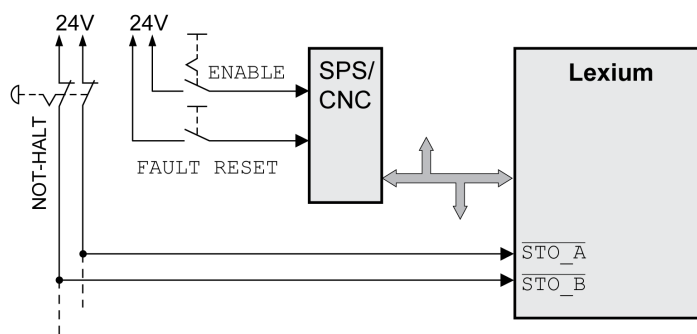 24V 24V
ENABLE
SPS/
CNC
Lexium
NOT-HALT
FAULT RESET
STO_A
STO_B